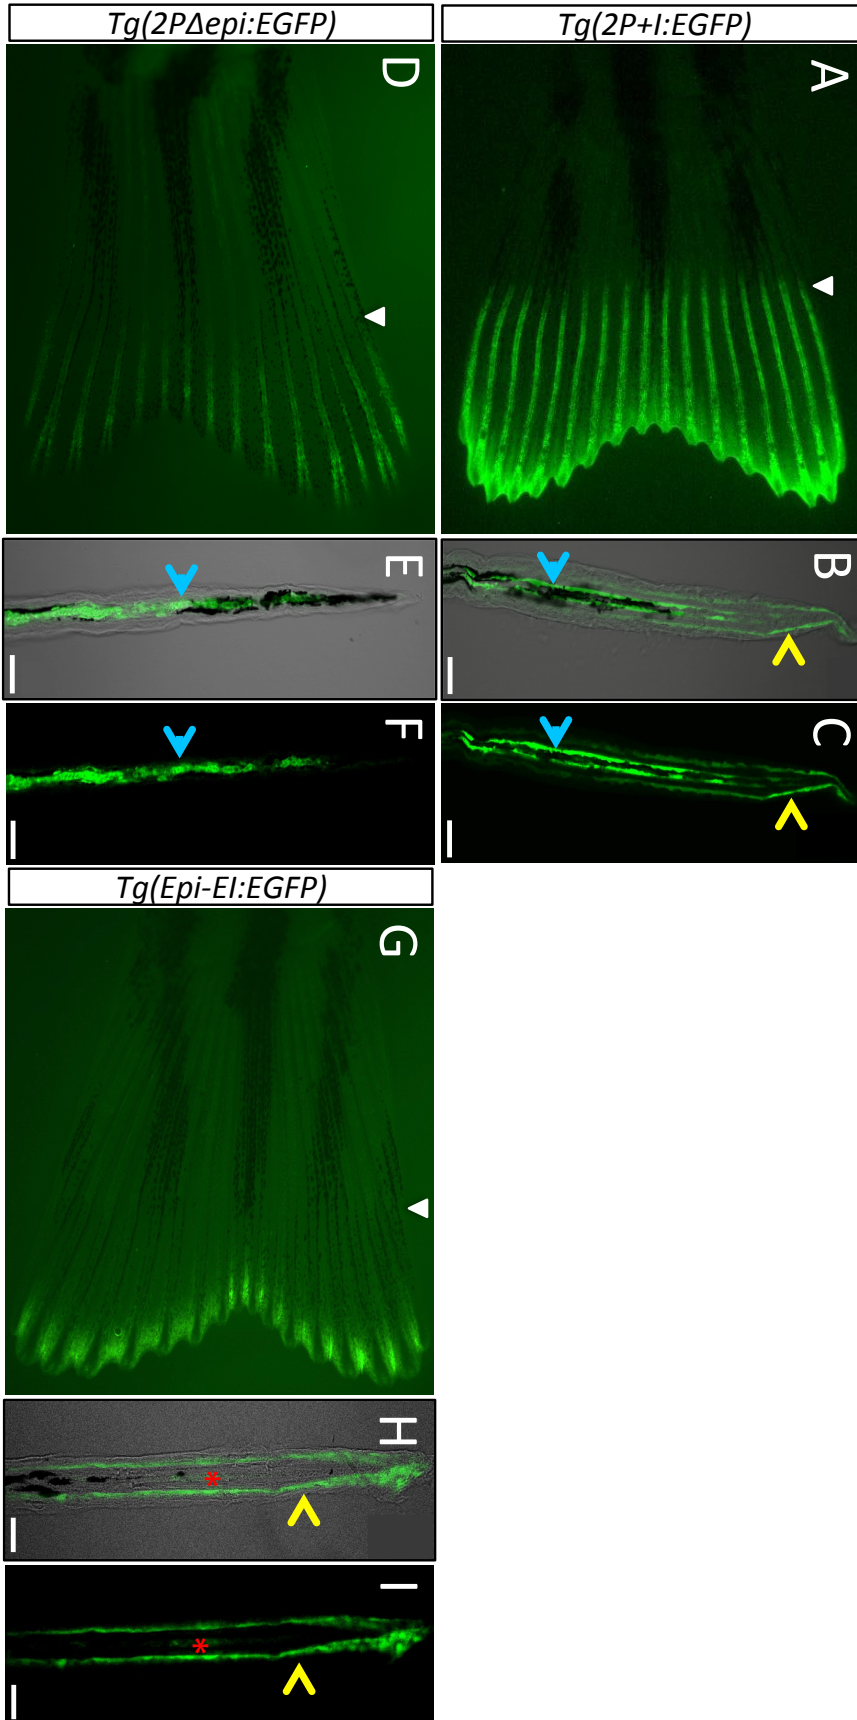 Tg(2P+I:EGFP)
A
B
C
Tg(2PΔepi:EGFP)
D
E
F
Tg(Epi-EI:EGFP)
G
H
I
*
*